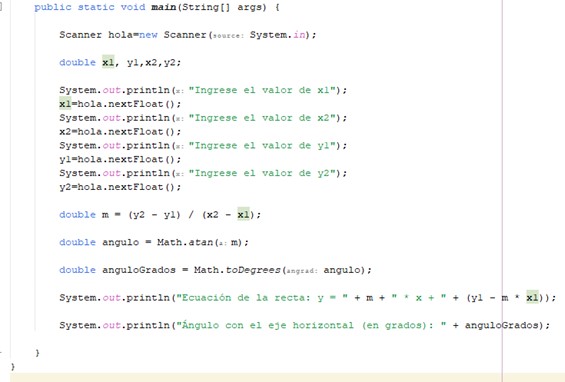 public static void main(String[] args) {
Scanner hola=new Scanner(source: System.in);
double x1, y1,x2,y2;
System.out.println(x: "Ingrese el valor de x1");
x1=hola.nextFloat();
System.out.println(x: "Ingrese el valor de x2");
x2=hola.nextFloat();
System.out.println(x: "Ingrese el valor de y1");
y1=hola.nextFloat();
System.out.println(x: "Ingrese el valor de y2");
y2=hola.nextFloat();
double m = (y2 - y1) / (x2 - x1);
double angulo = Math.atan(a: m);
double anguloGrados = Math.toDegrees(angrad: angulo);
System.out.println("Ecuación de la recta: y = " + m + " * x + " + (y1 - m * x1));
System.out.println("Ángulo con el eje horizontal (en grados): " + anguloGrados);
}
}